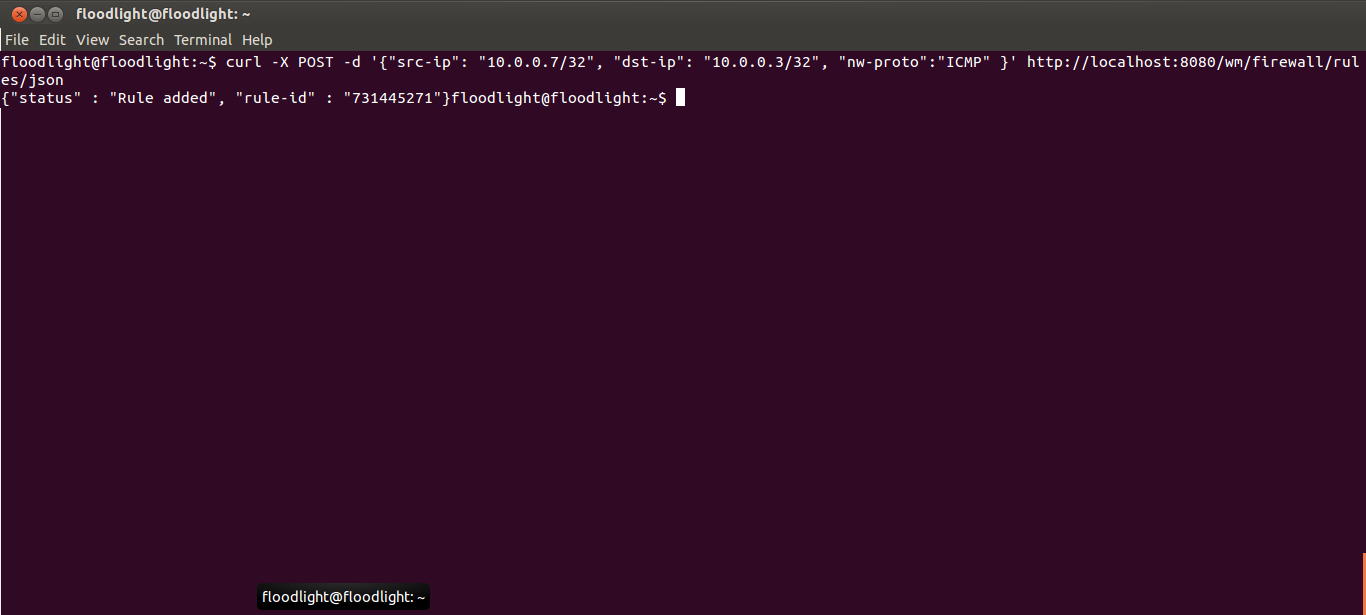 floodlight@floodlight: ~
File Edit View Search Terminal Help
floodlight@floodlight:~$ curl -X POST -d '{"src-ip": "10.0.0.7/32", "dst-ip": "10.0.0.3/32", "nw-proto":"ICMP" }' http://localhost:8080/wm/firewall/rul
es/json
{"status" : "Rule added", "rule-id" : "731445271"}floodlight@floodlight:~$
floodlight@floodlight: ~